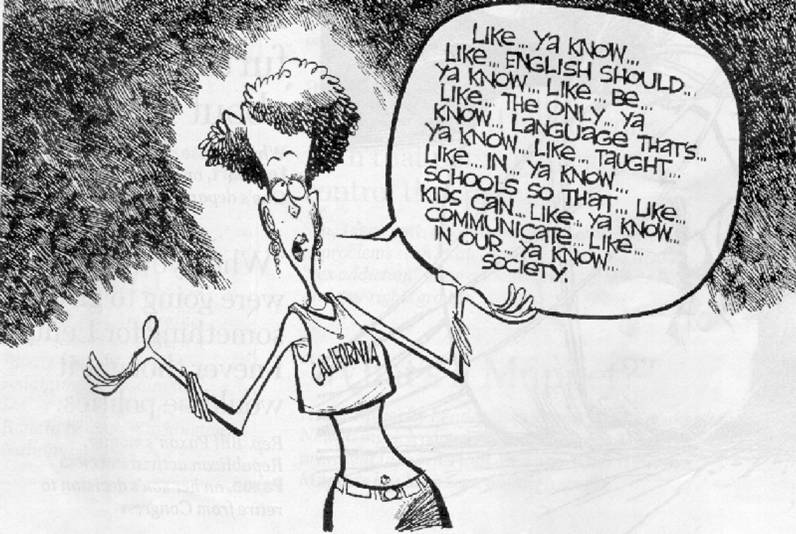 LIKE... YA KNOW...
LIKE... ENGLISH SHOULD...
YA KNOW... LIKE... BE...
LIKE... THE ONLY... YA
KNOW... LANGUAGE THAT'S...
YA KNOW... LIKE... TAUGHT...
LIKE... IN... YA KNOW...
SCHOOLS SO THAT... LIKE...
KIDS CAN... LIKE... YA KNOW...
COMMUNICATE... LIKE...
IN OUR... YA KNOW...
SOCIETY.
CALIFORNIA